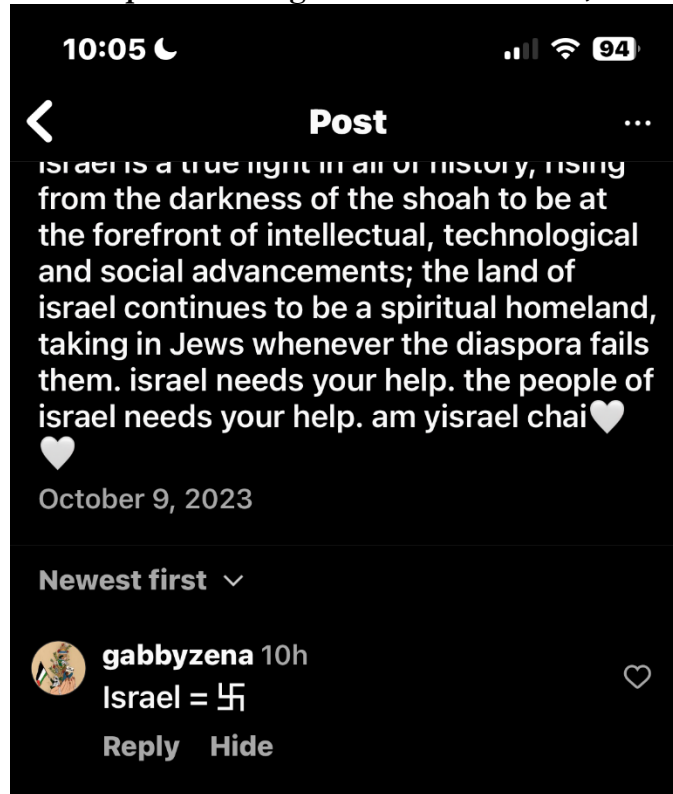 10:05
94
Post
israel is a true light in all of history, rising
from the darkness of the shoah to be at
the forefront of intellectual, technological
and social advancements; the land of
israel continues to be a spiritual homeland,
taking in Jews whenever the diaspora fails
them. israel needs your help. the people of
israel needs your help. am yisrael chai🤍
🤍
October 9, 2023
Newest first
gabbyzena 10h
Israel = 卐
Reply Hide